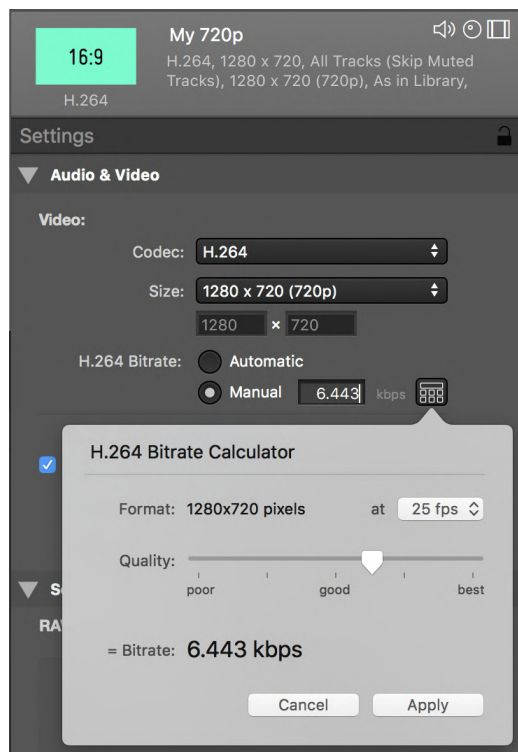 16:9
H.264
My 720p
H.264, 1280 x 720, All Tracks (Skip Muted
Tracks), 1280 x 720 (720p), As in Library,
Settings
Audio & Video
Video:
Codec: H.264
Size: 1280 x 720 (720p)
1280 × 720
H.264 Bitrate: Automatic
Manual 6.443 kbps
H.264 Bitrate Calculator
Format: 1280x720 pixels at 25 fps
Quality:
poor good best
= Bitrate: 6.443 kbps
Cancel Apply